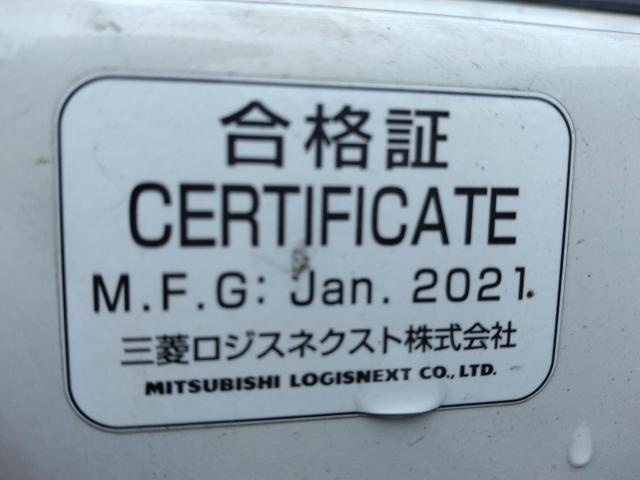 合格証
CERTIFICATE
M.F.G: Jan. 2021.
三菱ロジスネクスト株式会社
MITSUBISHI LOGISNEXT CO., LTD.